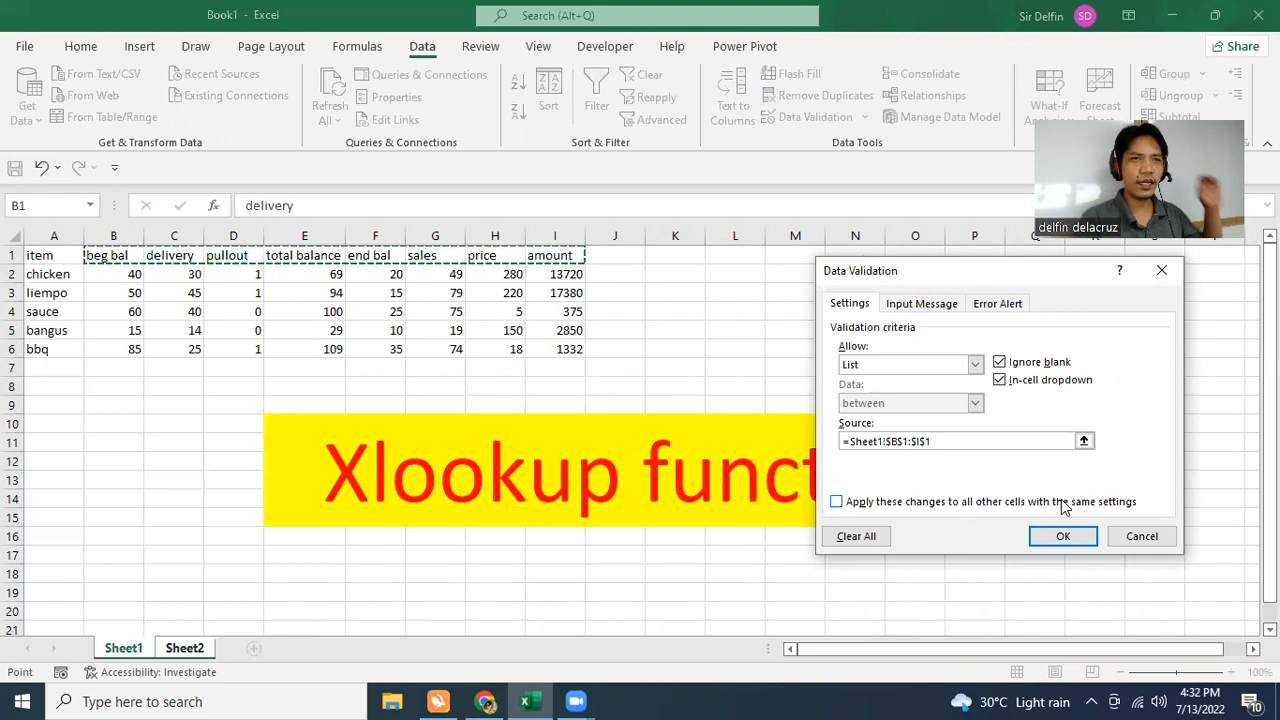 Book1 - Excel
Search (Alt+Q)
Sir Delfin SD
File Home Insert Draw Page Layout Formulas Data Review View Developer Help Power Pivot Share
Get Data
From Text/CSV
From Web
From Table/Range
Recent Sources
Existing Connections
Get & Transform Data
Refresh All
Queries & Connections
Properties
Edit Links
Queries & Connections
Sort
Filter
Clear
Reapply
Advanced
Sort & Filter
Text to Columns
Flash Fill
Remove Duplicates
Data Validation
Consolidate
Relationships
Manage Data Model
Data Tools
What-If
Forecast
Group
Ungroup
Subtotal
delfin delacruz
B1 fx delivery
A B C D E F G H I J K L M N O P
1 item beg bal delivery pullout total balance end bal sales price amount
2 chicken 40 30 1 69 20 49 280 13720
3 liempo 50 45 1 94 15 79 220 17380
4 sauce 60 40 0 100 25 75 5 375
5 bangus 15 14 0 29 10 19 150 2850
6 bbq 85 25 1 109 35 74 18 1332
7
8
9
10
11
12
13
14
15
16
17
18
19
20
21
Xlookup funct
Data Validation ?
Settings Input Message Error Alert
Validation criteria
Allow:
List
Ignore blank
In-cell dropdown
Data:
between
Source:
=Sheet1!$B$1:$I$1
Apply these changes to all other cells with the same settings
Clear All OK Cancel
Sheet1 Sheet2
Point Accessibility: Investigate 100%
Type here to search
30°C Light rain
4:32 PM
7/13/2022
10